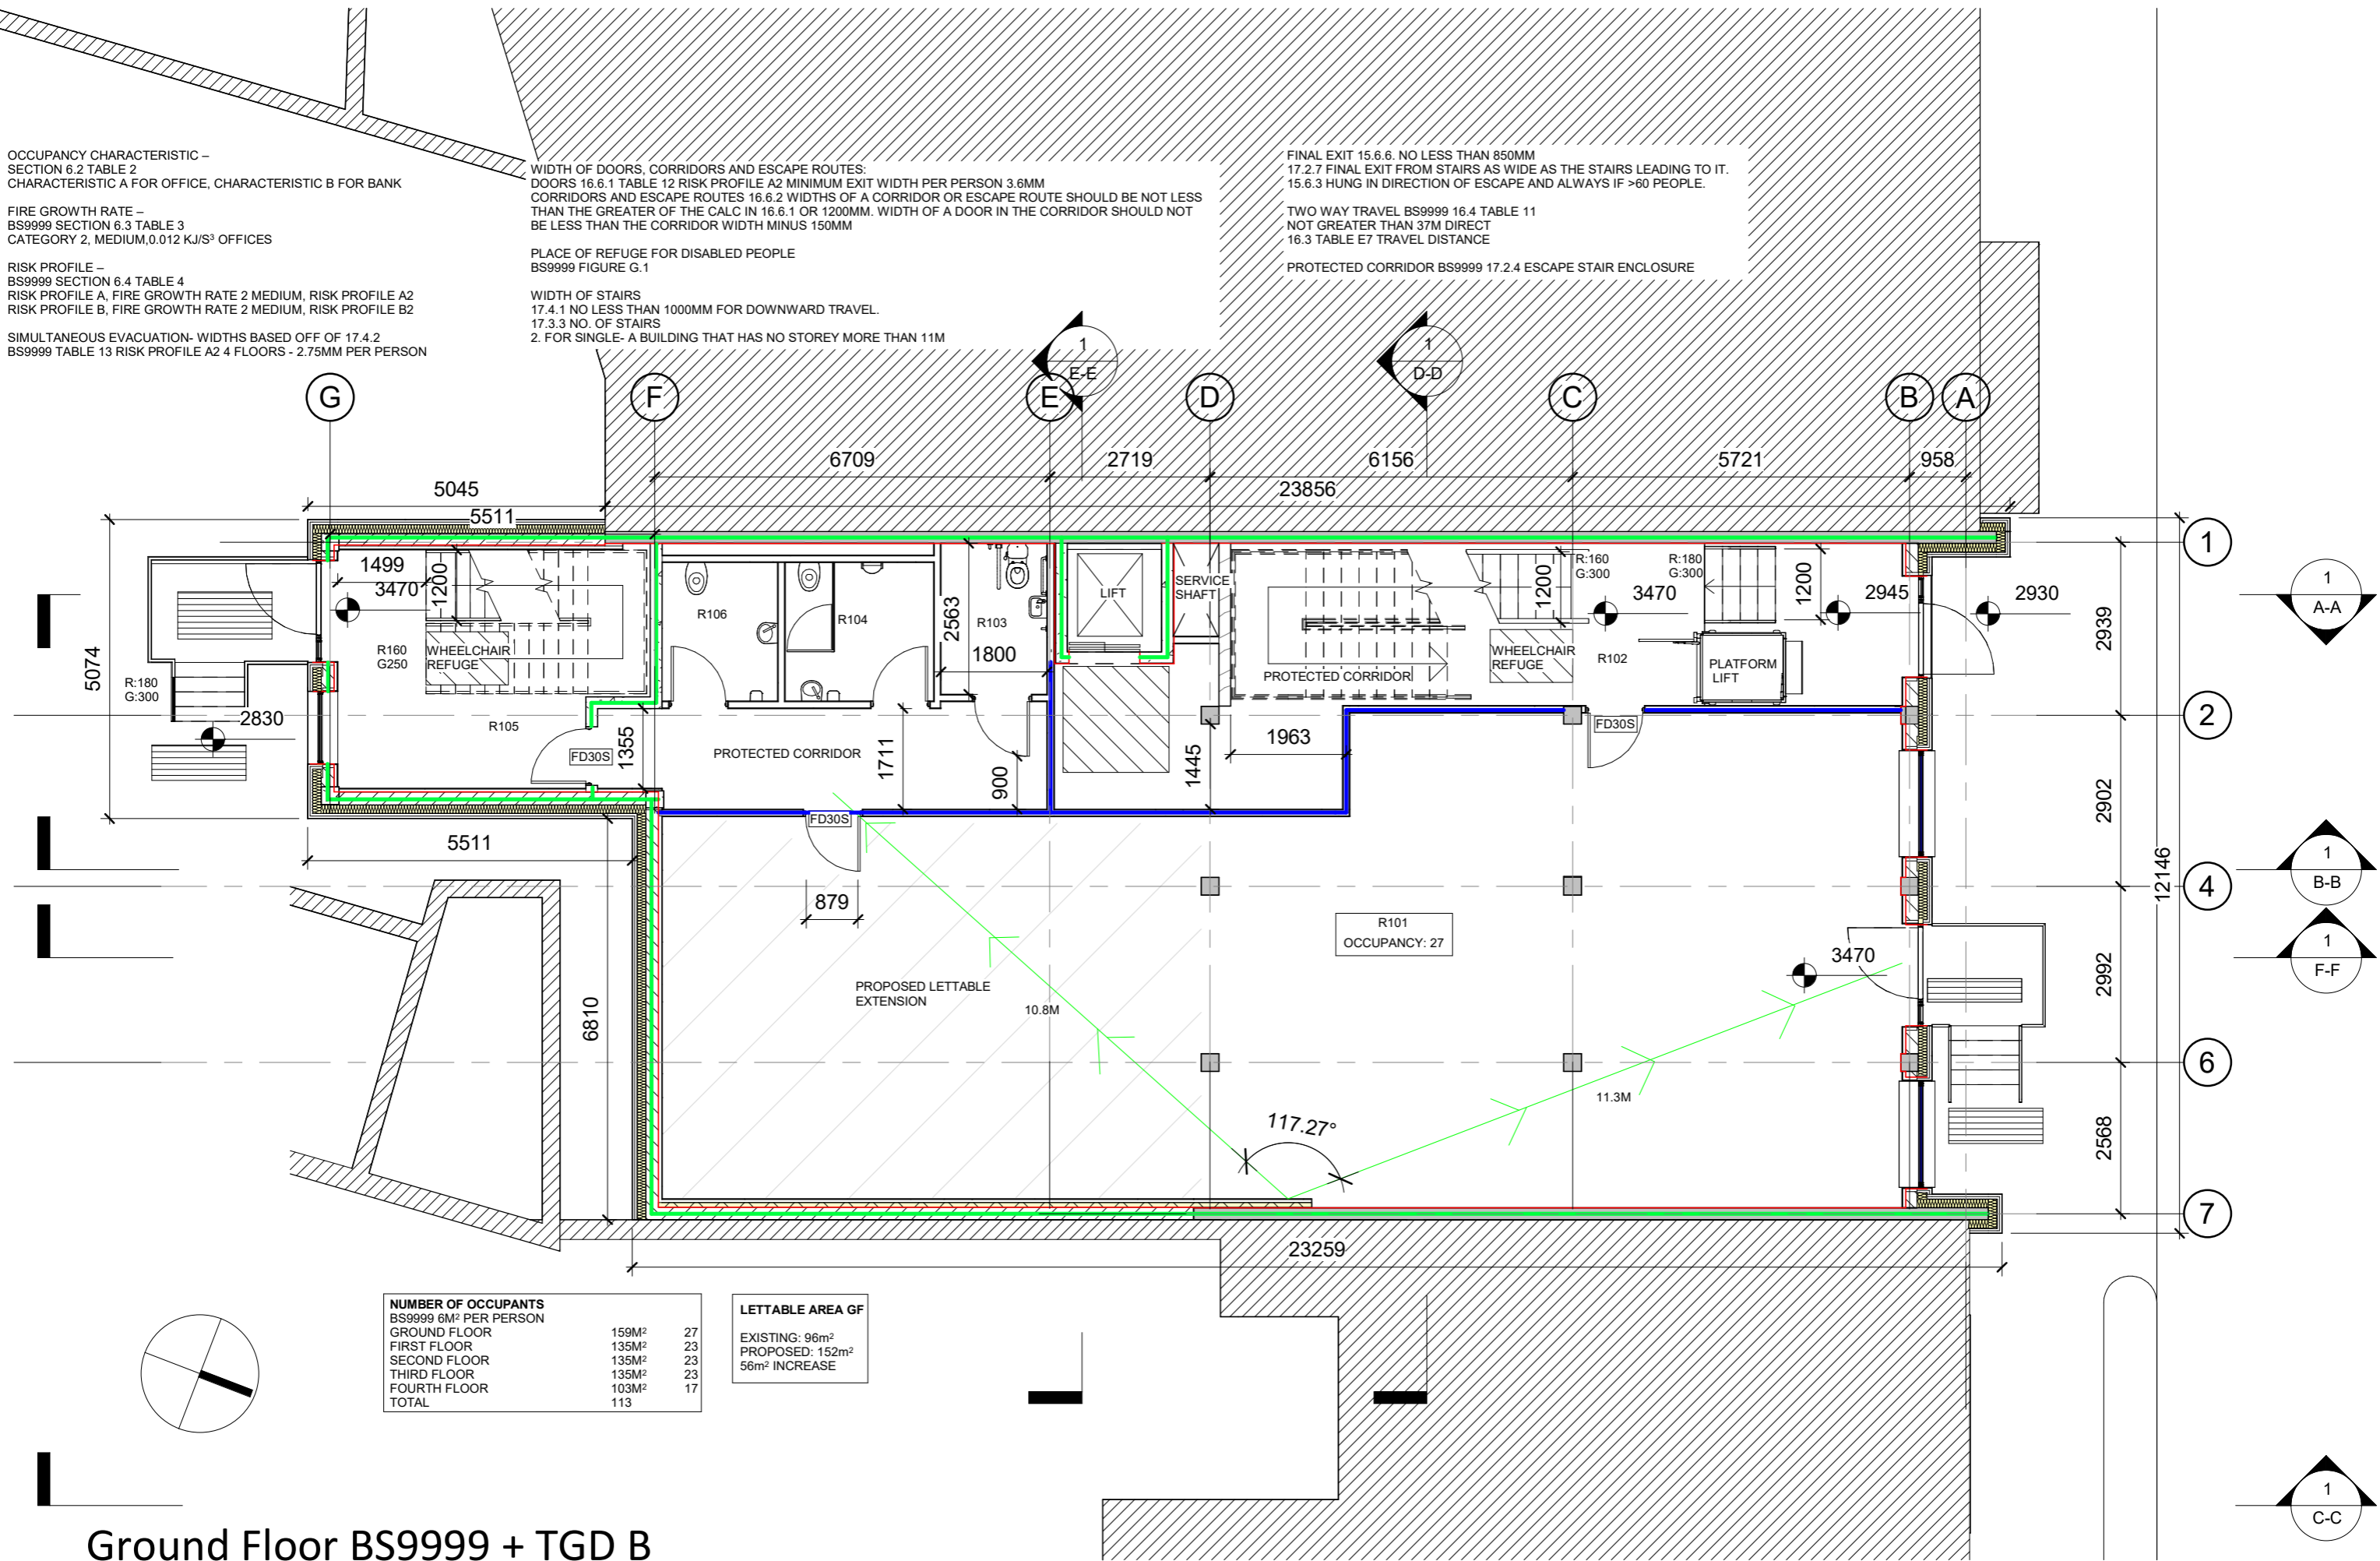 OCCUPANCY CHARACTERISTIC –
SECTION 6.2 TABLE 2
CHARACTERISTIC A FOR OFFICE, CHARACTERISTIC B FOR BANK
FIRE GROWTH RATE –
BS9999 SECTION 6.3 TABLE 3
CATEGORY 2, MEDIUM,0.012 KJ/S³ OFFICES
RISK PROFILE –
BS9999 SECTION 6.4 TABLE 4
RISK PROFILE A, FIRE GROWTH RATE 2 MEDIUM, RISK PROFILE A2
RISK PROFILE B, FIRE GROWTH RATE 2 MEDIUM, RISK PROFILE B2
SIMULTANEOUS EVACUATION- WIDTHS BASED OFF OF 17.4.2
BS9999 TABLE 13 RISK PROFILE A2 4 FLOORS - 2.75MM PER PERSON
WIDTH OF DOORS, CORRIDORS AND ESCAPE ROUTES:
DOORS 16.6.1 TABLE 12 RISK PROFILE A2 MINIMUM EXIT WIDTH PER PERSON 3.6MM
CORRIDORS AND ESCAPE ROUTES 16.6.2 WIDTHS OF A CORRIDOR OR ESCAPE ROUTE SHOULD BE NOT LESS
THAN THE GREATER OF THE CALC IN 16.6.1 OR 1200MM. WIDTH OF A DOOR IN THE CORRIDOR SHOULD NOT
BE LESS THAN THE CORRIDOR WIDTH MINUS 150MM
PLACE OF REFUGE FOR DISABLED PEOPLE
BS9999 FIGURE G.1
WIDTH OF STAIRS
17.4.1 NO LESS THAN 1000MM FOR DOWNWARD TRAVEL.
17.3.3 NO. OF STAIRS
2. FOR SINGLE- A BUILDING THAT HAS NO STOREY MORE THAN 11M
FINAL EXIT 15.6.6. NO LESS THAN 850MM
17.2.7 FINAL EXIT FROM STAIRS AS WIDE AS THE STAIRS LEADING TO IT.
15.6.3 HUNG IN DIRECTION OF ESCAPE AND ALWAYS IF >60 PEOPLE.
TWO WAY TRAVEL BS9999 16.4 TABLE 11
NOT GREATER THAN 37M DIRECT
16.3 TABLE E7 TRAVEL DISTANCE
PROTECTED CORRIDOR BS9999 17.2.4 ESCAPE STAIR ENCLOSURE
1
E-E
1
D-D
G
F
E
D
C
B
A
6709
2719
6156
5721
958
5045
23856
5511
1
1499
3470
1200
SERVICE
SHAFT
LIFT
R:160
G:300
R:180
G:300
1200
3470
1200
2945
2930
1
A-A
R106
R104
2563
R103
1800
2939
5074
R160
G250
WHEELCHAIR
REFUGE
R:180
G:300
2830
R105
PROTECTED CORRIDOR
WHEELCHAIR
REFUGE
R102
PLATFORM
LIFT
2
FD30S
1355
PROTECTED CORRIDOR
1711
900
1445
1963
FD30S
2902
FD30S
5511
12146
1
B-B
4
879
R101
OCCUPANCY: 27
3470
1
F-F
2992
PROPOSED LETTABLE
EXTENSION
10.8M
6810
6
11.3M
117.27°
2568
7
23259
NUMBER OF OCCUPANTS
BS9999 6M² PER PERSON
GROUND FLOOR 159M² 27
FIRST FLOOR 135M² 23
SECOND FLOOR 135M² 23
THIRD FLOOR 135M² 23
FOURTH FLOOR 103M² 17
TOTAL 113
LETTABLE AREA GF
EXISTING: 96m²
PROPOSED: 152m²
56m² INCREASE
1
C-C
Ground Floor BS9999 + TGD B